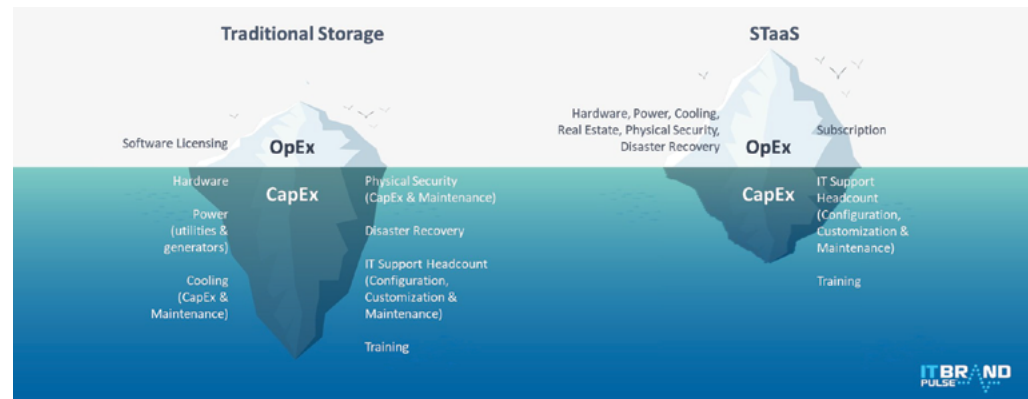 Traditional Storage
Software Licensing
OpEx
CapEx
Hardware
Power
(utilities &
generators)
Cooling
(CapEx &
Maintenance)
Physical Security
(CapEx & Maintenance)
Disaster Recovery
IT Support Headcount
(Configuration,
Customization &
Maintenance)
Training
STaaS
Hardware, Power, Cooling,
Real Estate, Physical Security,
Disaster Recovery
OpEx
Subscription
CapEx
IT Support
Headcount
(Configuration,
Customization &
Maintenance)
Training
ITBRAND
PULSE